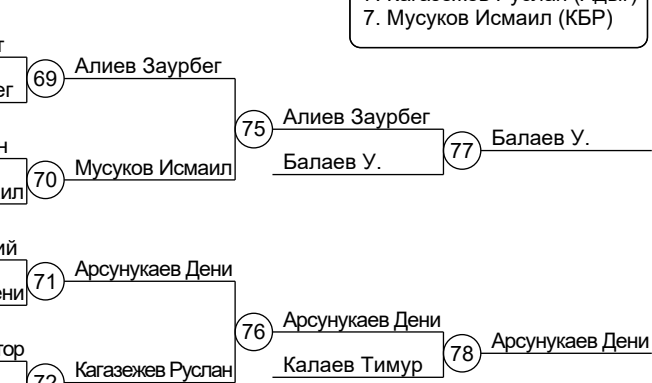 7. Мусуков Исмаил (КБР)
69
Алиев Заурбег
75
Алиев Заурбег
77
Балаев У.
70
Мусуков Исмаил
Балаев У.
71
Арсунукаев Дени
76
Арсунукаев Дени
78
Арсунукаев Дени
72
Кагазежев Руслан
Калаев Тимур